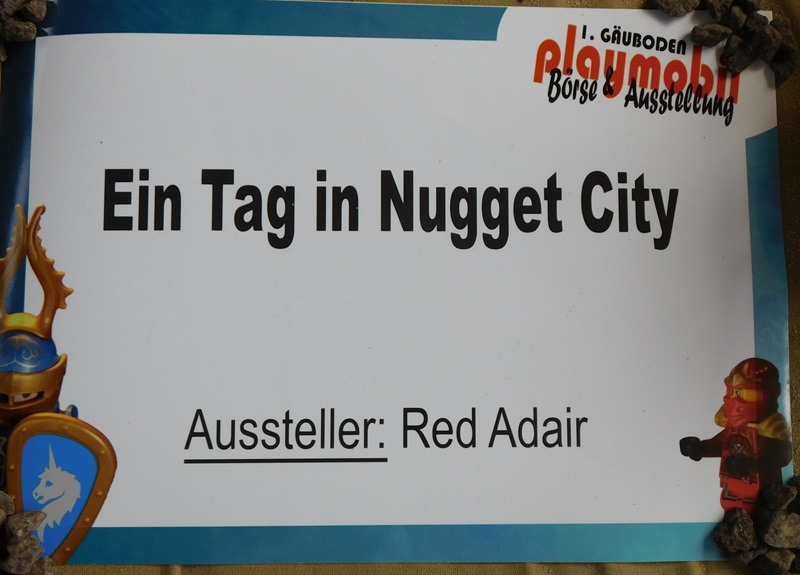 1. GÄUBODEN
playmobil
Börse & Ausstellung
Ein Tag in Nugget City
Aussteller: Red Adair